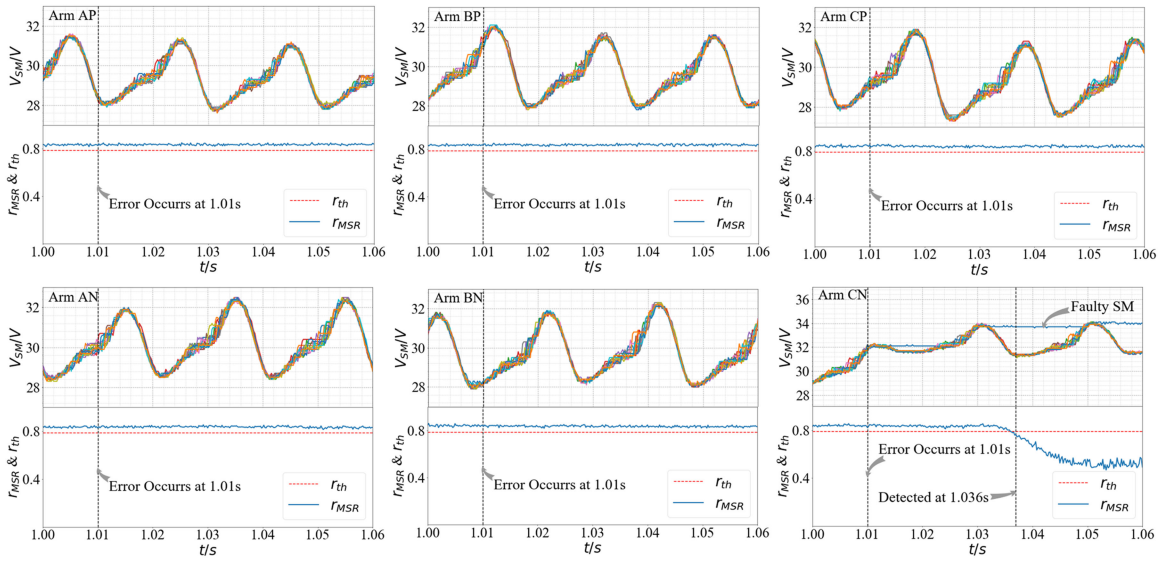 Arm AP
V_SM/V
32
30
28
r_MSR & r_th
0.8
0.4
Error Occurrs at 1.01s
r_th
r_MSR
1.00 1.01 1.02 1.03 1.04 1.05 1.06
t/s
Arm BP
V_SM/V
32
30
28
r_MSR & r_th
0.8
0.4
Error Occurrs at 1.01s
r_th
r_MSR
1.00 1.01 1.02 1.03 1.04 1.05 1.06
t/s
Arm CP
V_SM/V
32
30
28
r_MSR & r_th
0.8
0.4
Error Occurrs at 1.01s
r_th
r_MSR
1.00 1.01 1.02 1.03 1.04 1.05 1.06
t/s
Arm AN
V_SM/V
32
30
28
r_MSR & r_th
0.8
0.4
Error Occurrs at 1.01s
r_th
r_MSR
1.00 1.01 1.02 1.03 1.04 1.05 1.06
t/s
Arm BN
V_SM/V
32
30
28
r_MSR & r_th
0.8
0.4
Error Occurrs at 1.01s
r_th
r_MSR
1.00 1.01 1.02 1.03 1.04 1.05 1.06
t/s
Arm CN
Faulty SM
V_SM/V
36
34
32
30
28
r_MSR & r_th
0.8
0.4
Error Occurrs at 1.01s
Detected at 1.036s
r_th
r_MSR
1.00 1.01 1.02 1.03 1.04 1.05 1.06
t/s